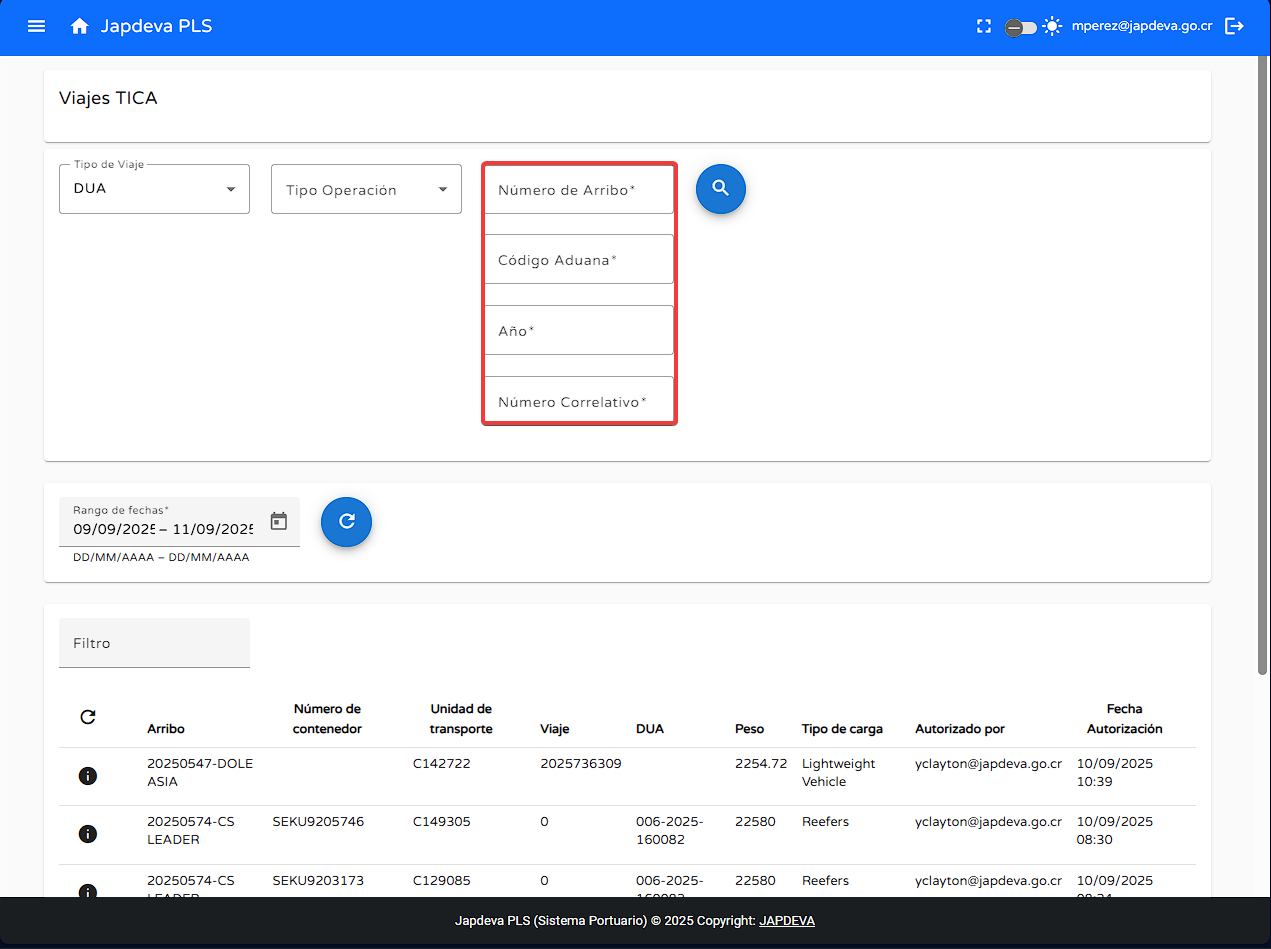 Japdeva PLS
mperez@japdeva.go.cr
Viajes TICA
Tipo de Viaje
DUA
Tipo Operación
Número de Arribo*
Código Aduana*
Año*
Número Correlativo*
Rango de fechas*
09/09/2025 – 11/09/2025
DD/MM/AAAA – DD/MM/AAAA
Filtro
Arribo Número de contenedor Unidad de transporte Viaje DUA Peso Tipo de carga Autorizado por Fecha Autorización
20250547-DOLE C142722 2025736309 2254.72 Lightweight yclayton@japdeva.go.cr 10/09/2025
ASIA Vehicle 10:39
20250574-CS SEKU9205746 C149305 0 006-2025- 22580 Reefers yclayton@japdeva.go.cr 10/09/2025
LEADER 160082 08:30
20250574-CS SEKU9203173 C129085 0 006-2025- 22580 Reefers yclayton@japdeva.go.cr 10/09/2025
LEADER
Japdeva PLS (Sistema Portuario) © 2025 Copyright: JAPDEVA